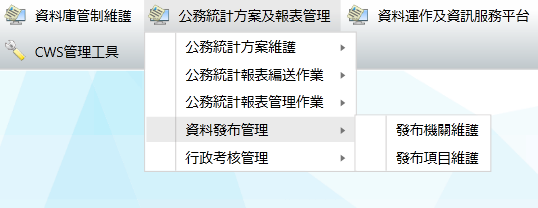 資料庫管制維護
公務統計方案及報表管理
資料運作及資訊服務平台
CWS管理工具
公務統計方案維護
公務統計報表編送作業
公務統計報表管理作業
資料發布管理
發布機關維護
行政考核管理
發布項目維護